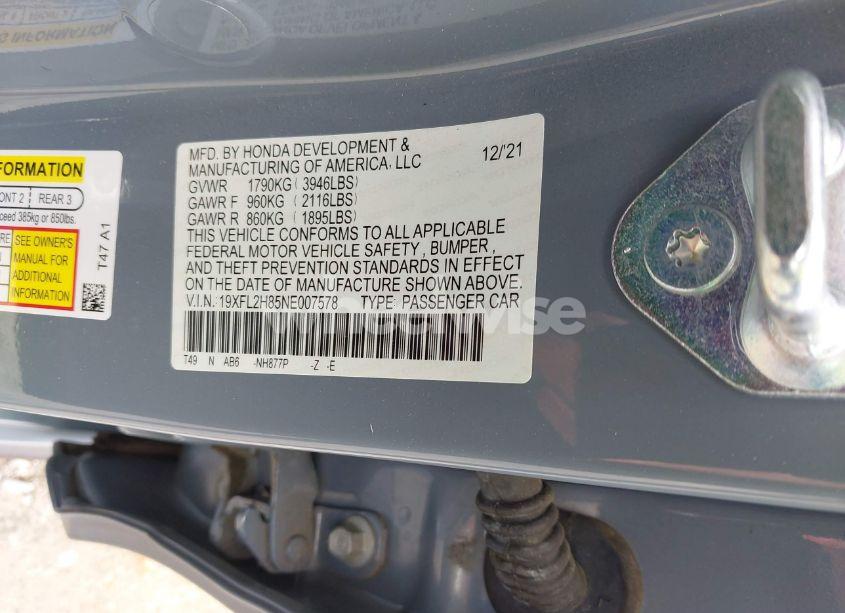 FORMATION
ONT 2
REAR 3
ceed 385kg or 850lbs.
SEE OWNER'S
MANUAL FOR
ADDITIONAL
INFORMATION
T47 A1
MFD. BY HONDA DEVELOPMENT &
MANUFACTURING OF AMERICA, LLC 12/'21
GVWR 1790KG (3946LBS)
GAWR F 960KG (2116LBS)
GAWR R 860KG (1895LBS)
THIS VEHICLE CONFORMS TO ALL APPLICABLE
FEDERAL MOTOR VEHICLE SAFETY, BUMPER,
AND THEFT PREVENTION STANDARDS IN EFFECT
ON THE DATE OF MANUFACTURE SHOWN ABOVE.
V.I.N.: 19XFL2H85NE007578 TYPE: PASSENGER CAR
T49 N AB6 -NH877P -Z -E
wheelwise